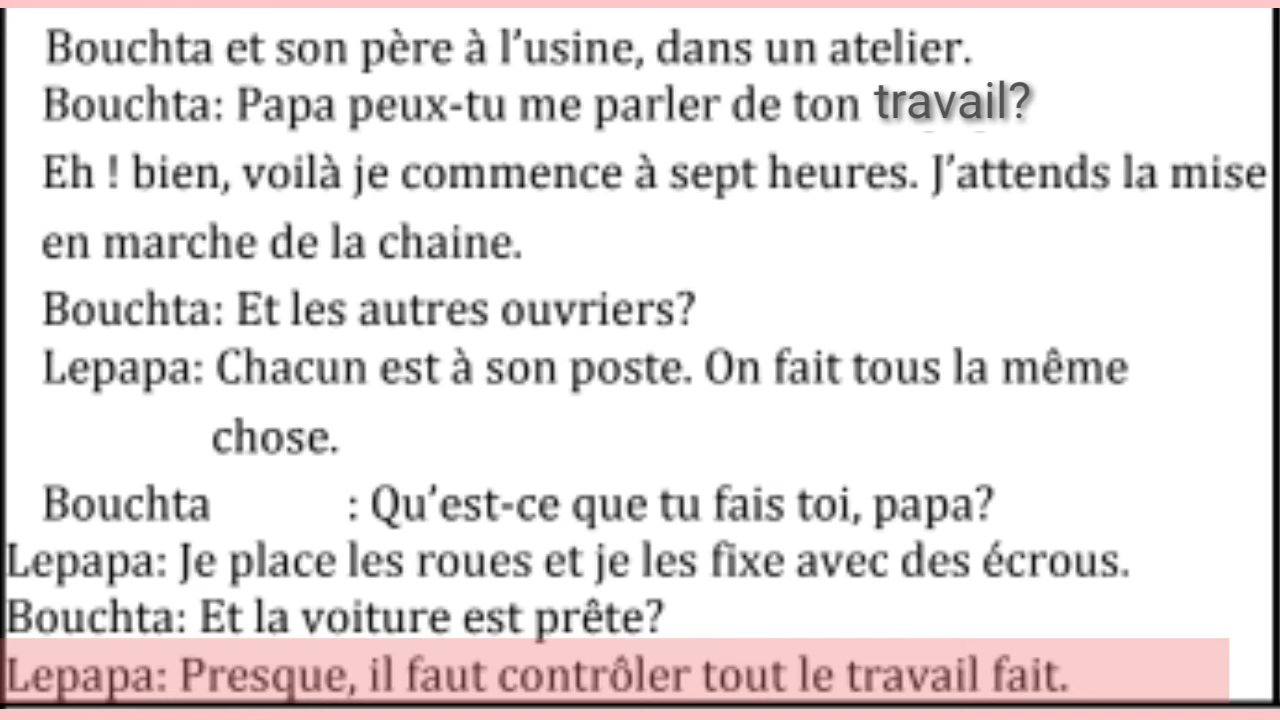 Bouchta et son père à l'usine, dans un atelier.
Bouchta: Papa peux-tu me parler de ton travail?
Eh ! bien, voilà je commence à sept heures. J'attends la mise
en marche de la chaine.
Bouchta: Et les autres ouvriers?
Lepapa: Chacun est à son poste. On fait tous la même
chose.
Bouchta : Qu'est-ce que tu fais toi, papa?
Lepapa: Je place les roues et je les fixe avec des écrous.
Bouchta: Et la voiture est prête?
Lepapa: Presque, il faut contrôler tout le travail fait.